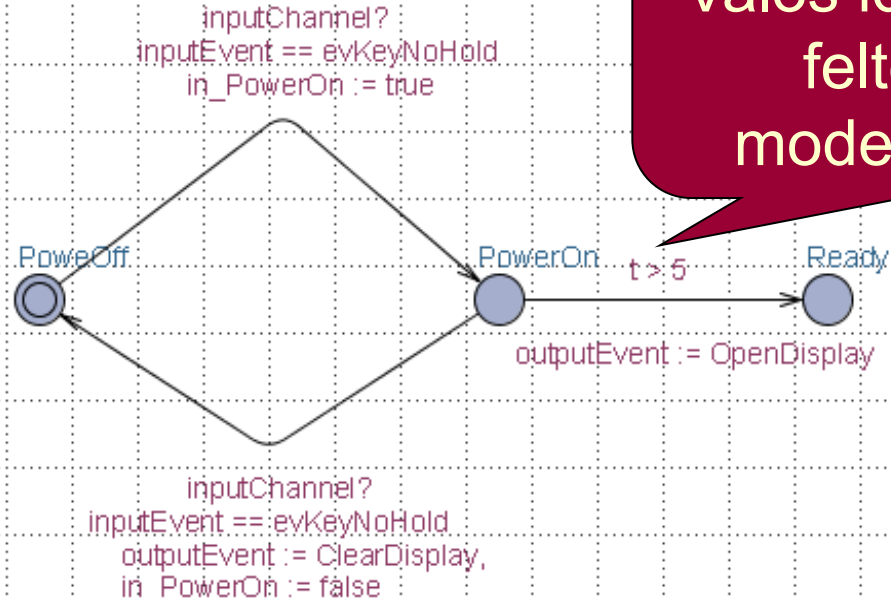 inputChannel?
inputEvent == evKeyNoHold
in_PowerOn := true
PoweOff
PowerOn
t > 5
Ready
outputEvent := OpenDisplay
inputChannel?
inputEvent == evKeyNoHold
outputEvent := ClearDisplay,
in_PowerOn := false